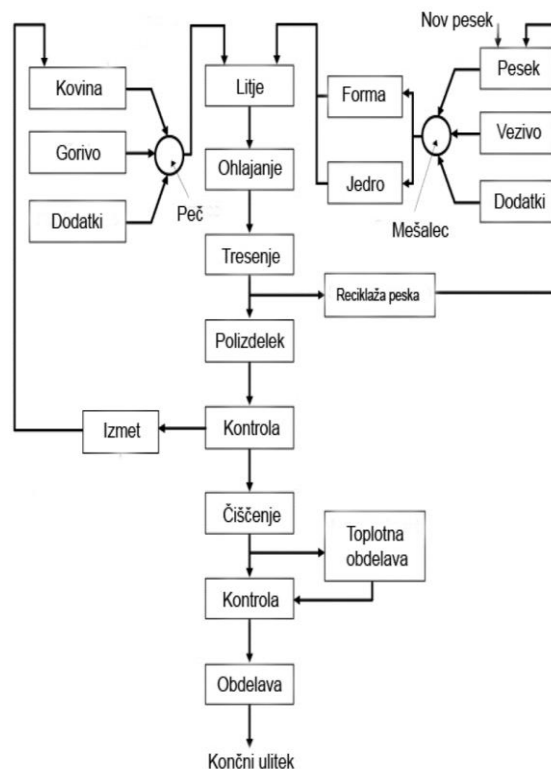 Nov pesek
Kovina
Litje
Forma
Pesek
Gorivo
Peč
Ohlajanje
Jedro
Mešalec
Vezivo
Dodatki
Dodatki
Tresenje
Reciklaža peska
Polizdelek
Izmet
Kontrola
Čiščenje
Toplotna
obdelava
Kontrola
Obdelava
Končni ulitek